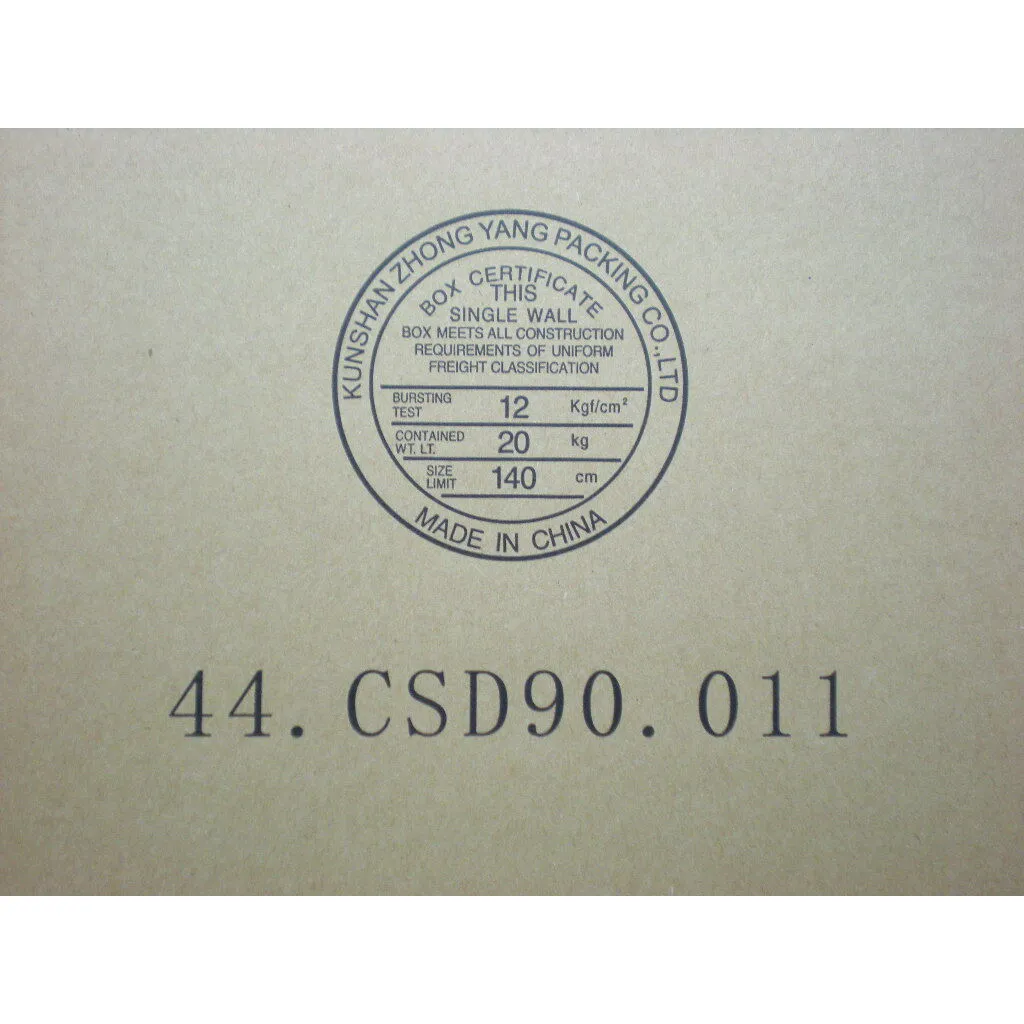 KUNSHAN ZHONG YANG PACKING CO.,LTD
BOX CERTIFICATE
THIS
SINGLE WALL
BOX MEETS ALL CONSTRUCTION
REQUIREMENTS OF UNIFORM
FREIGHT CLASSIFICATION
BURSTING TEST 12 Kgf/cm²
CONTAINED WT. LT. 20 kg
SIZE LIMIT 140 cm
MADE IN CHINA
44.CSD90.011